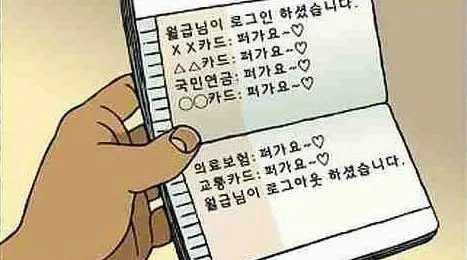 월급님이 로그인 하셨습니다.
XX카드: 퍼가요~♡
△△카드: 퍼가요~♡
국민연금: 퍼가요~♡
○○카드: 퍼가요~♡
의료보험: 퍼가요~♡
교통카드: 퍼가요~♡
월급님이 로그아웃 하셨습니다.